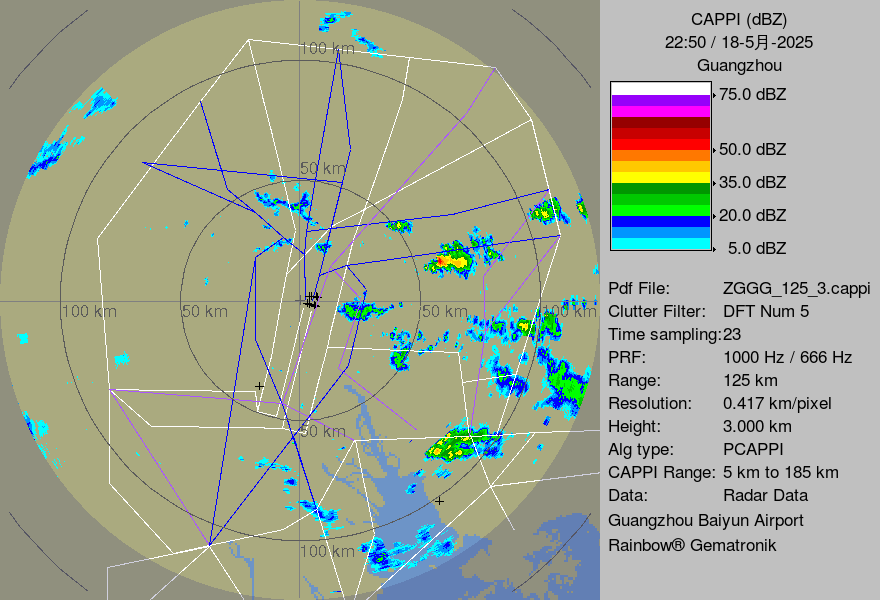 CAPPI (dBZ)
22:50 / 18-5月-2025
Guangzhou
75.0 dBZ
50.0 dBZ
35.0 dBZ
20.0 dBZ
5.0 dBZ
Pdf File: ZGGG_125_3.cappi
Clutter Filter: DFT Num 5
Time sampling:23
PRF: 1000 Hz / 666 Hz
Range: 125 km
Resolution: 0.417 km/pixel
Height: 3.000 km
Alg type: PCAPPI
CAPPI Range: 5 km to 185 km
Data: Radar Data
Guangzhou Baiyun Airport
Rainbow® Gematronik
100 km
50 km
100 km
50 km
50 km
100 km
50 km
100 km